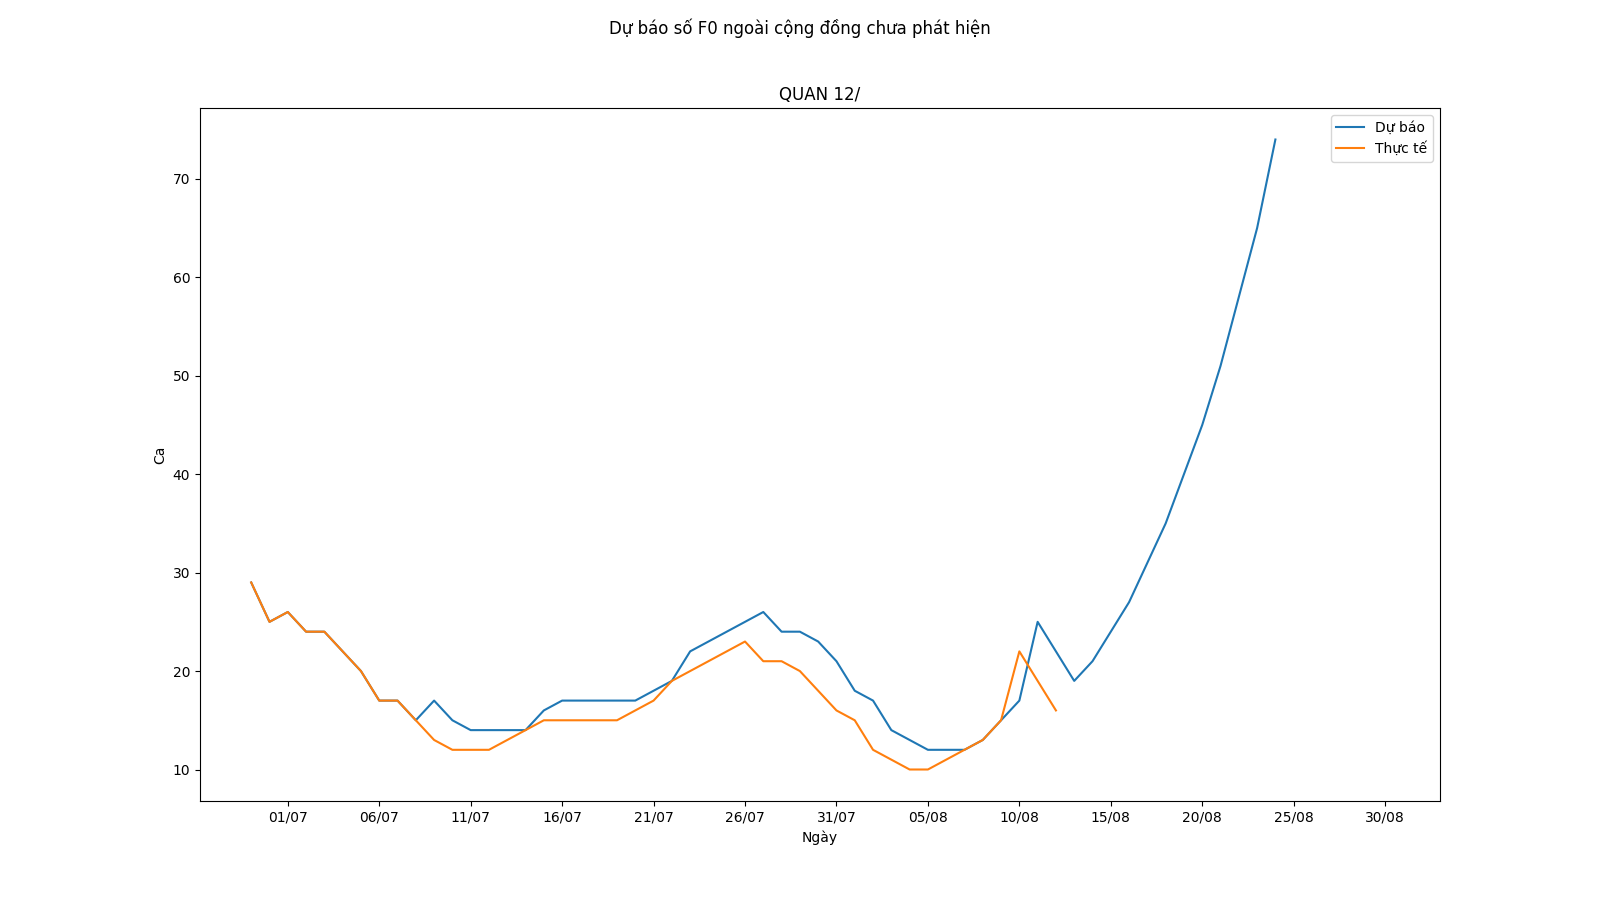 Dự báo số F0 ngoài cộng đồng chưa phát hiện
QUAN 12/
Dự báo
Thực tế
70
60
50
40
30
20
10
Ca
01/07 06/07 11/07 16/07 21/07 26/07 31/07 05/08 10/08 15/08 20/08 25/08 30/08
Ngày